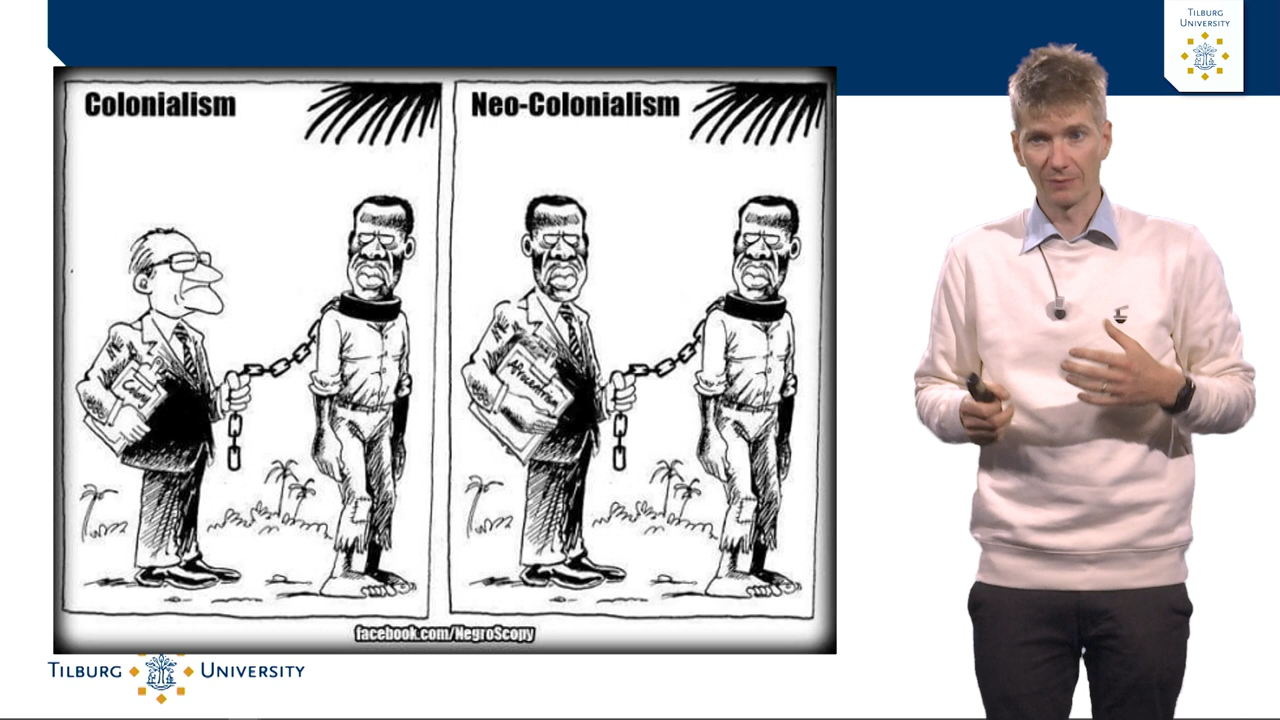 TILBURG
UNIVERSITY
Colonialism
Neo-Colonialism
facebook.com/NegroScopy
TILBURG UNIVERSITY